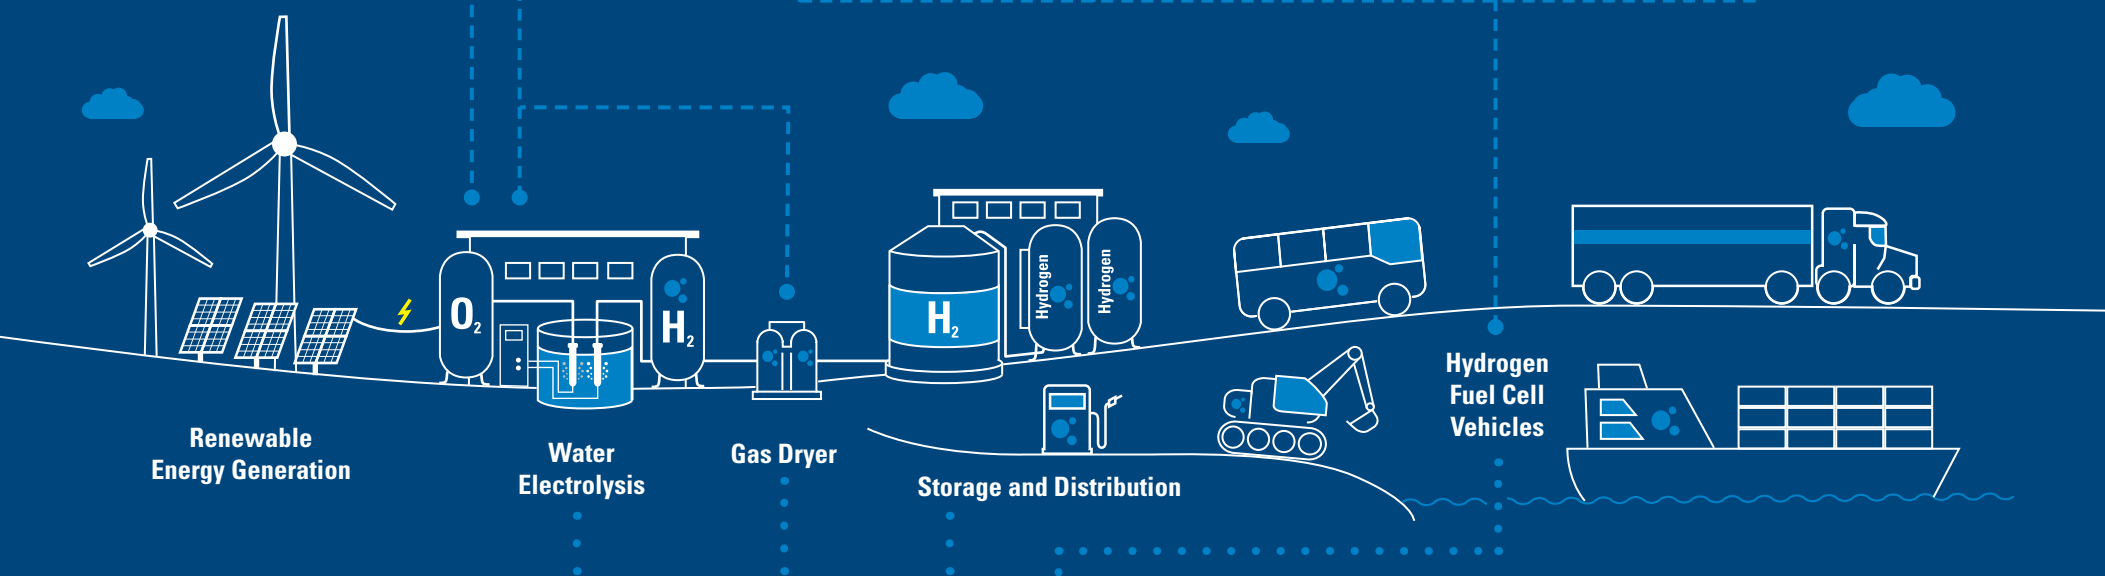 O2
H2
H2
Hydrogen
Hydrogen
Renewable
Energy Generation
Water
Electrolysis
Gas Dryer
Storage and Distribution
Hydrogen
Fuel Cell
Vehicles